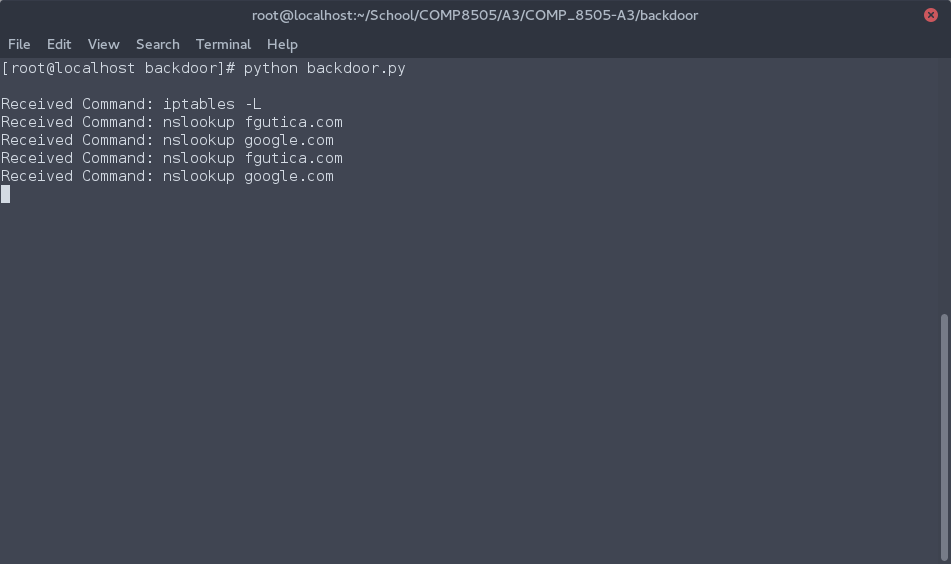 root@localhost:~/School/COMP8505/A3/COMP_8505-A3/backdoor
File Edit View Search Terminal Help
[root@localhost backdoor]# python backdoor.py
Received Command: iptables -L
Received Command: nslookup fgutica.com
Received Command: nslookup google.com
Received Command: nslookup fgutica.com
Received Command: nslookup google.com